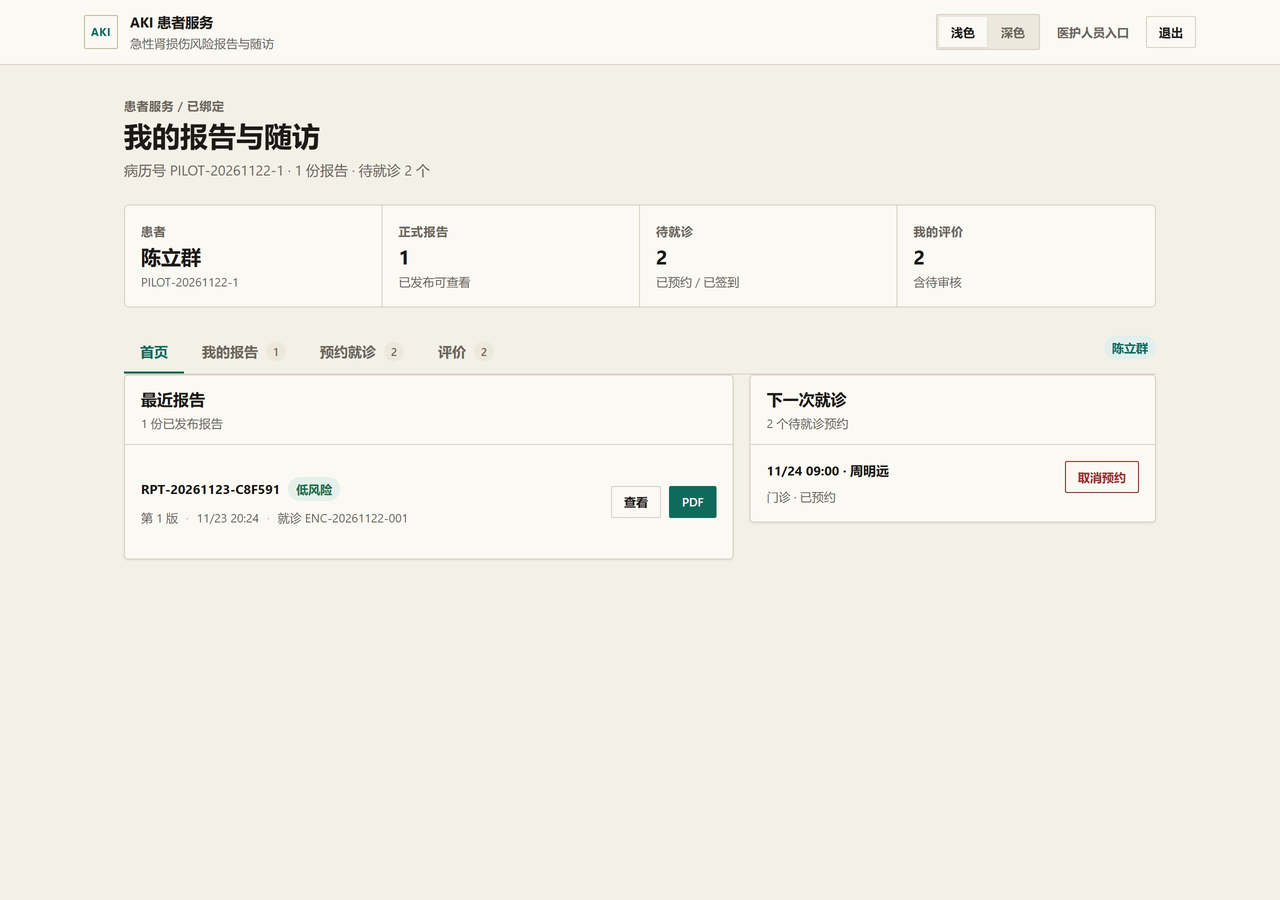 AKI
AKI 患者服务
急性肾损伤风险报告与随访
浅色
深色
医护人员入口
退出
患者服务 / 已绑定
我的报告与随访
病历号 PILOT-20261122-1 · 1 份报告 · 待就诊 2 个
患者
陈立群
PILOT-20261122-1
正式报告
1
已发布可查看
待就诊
2
已预约 / 已签到
我的评价
2
含待审核
首页
我的报告 1
预约就诊 2
评价 2
陈立群
最近报告
1 份已发布报告
RPT-20261123-C8F591 低风险
第 1 版 · 11/23 20:24 · 就诊 ENC-20261122-001
查看
PDF
下一次就诊
2 个待就诊预约
11/24 09:00 · 周明远
门诊 · 已预约
取消预约